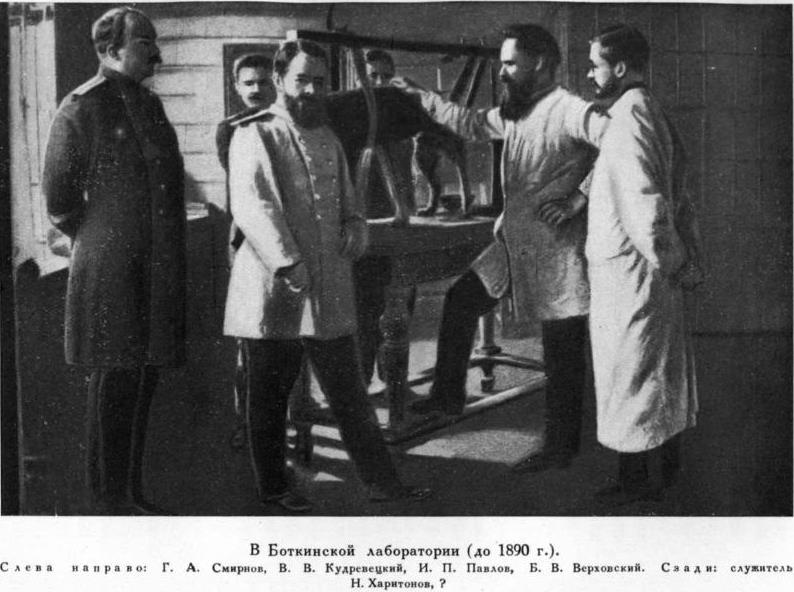 В Боткинской лаборатории (до 1890 г.).
Слева направо: Г. А. Смирнов, В. В. Кудревецкий, И. П. Павлов, Б. В. Верховский. Сзади: служитель
Н. Харитонов, ?